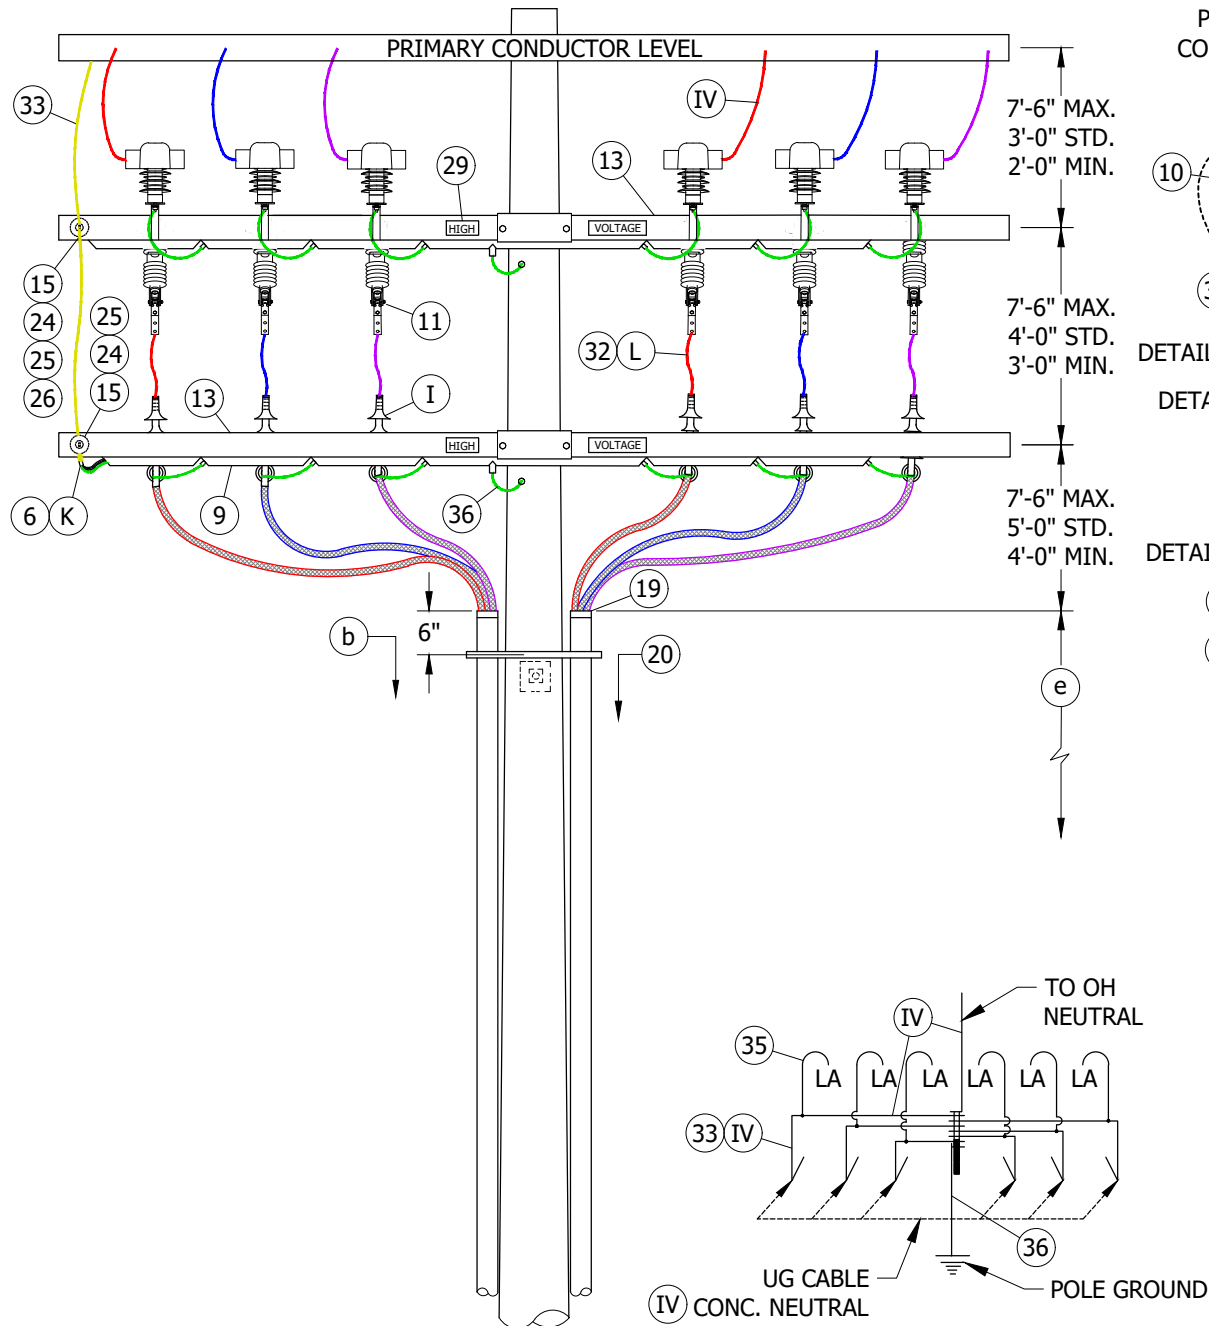 PRIMARY CONDUCTOR LEVEL
P
CO
33
IV
7'-6" MAX.
3'-0" STD.
2'-0" MIN.
29
13
10
HIGH
VOLTAGE
15
24
25
26
25
24
15
11
32
L
I
7'-6" MAX.
4'-0" STD.
3'-0" MIN.
3
DETAIL
DETA
13
HIGH
VOLTAGE
6
K
9
36
7'-6" MAX.
5'-0" STD.
4'-0" MIN.
DETAI
19
b
6"
20
e
TO OH
NEUTRAL
IV
35
LA
LA
LA
LA
LA
LA
33
IV
36
UG CABLE
IV
CONC. NEUTRAL
POLE GROUND